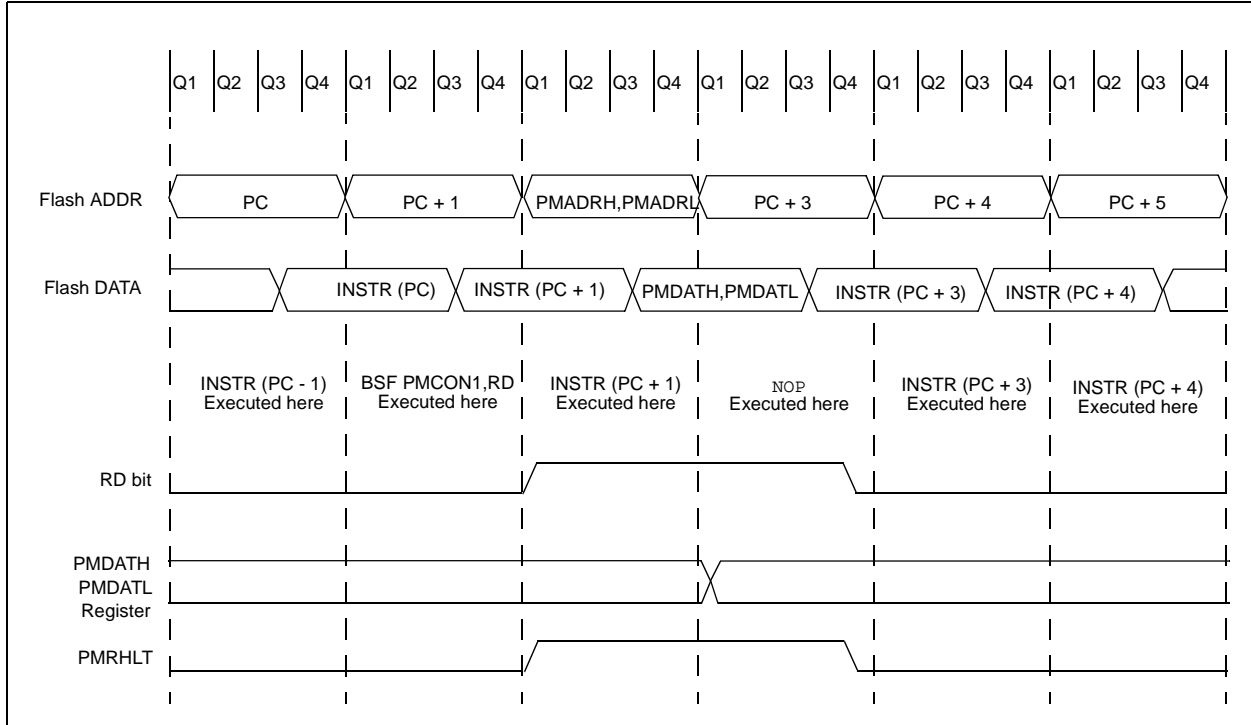 Q1 Q2 Q3 Q4 Q1 Q2 Q3 Q4 Q1 Q2 Q3 Q4 Q1 Q2 Q3 Q4 Q1 Q2 Q3 Q4 Q1 Q2 Q3 Q4
Flash ADDR PC PC + 1 PMADRH,PMADRL PC + 3 PC + 4 PC + 5
Flash DATA INSTR (PC) INSTR (PC + 1) PMDATH,PMDATL INSTR (PC + 3) INSTR (PC + 4)
INSTR (PC - 1) BSF PMCON1,RD INSTR (PC + 1) NOP INSTR (PC + 3) INSTR (PC + 4)
Executed here Executed here Executed here Executed here Executed here Executed here
RD bit
PMDATH
PMDATL
Register
PMRHLT